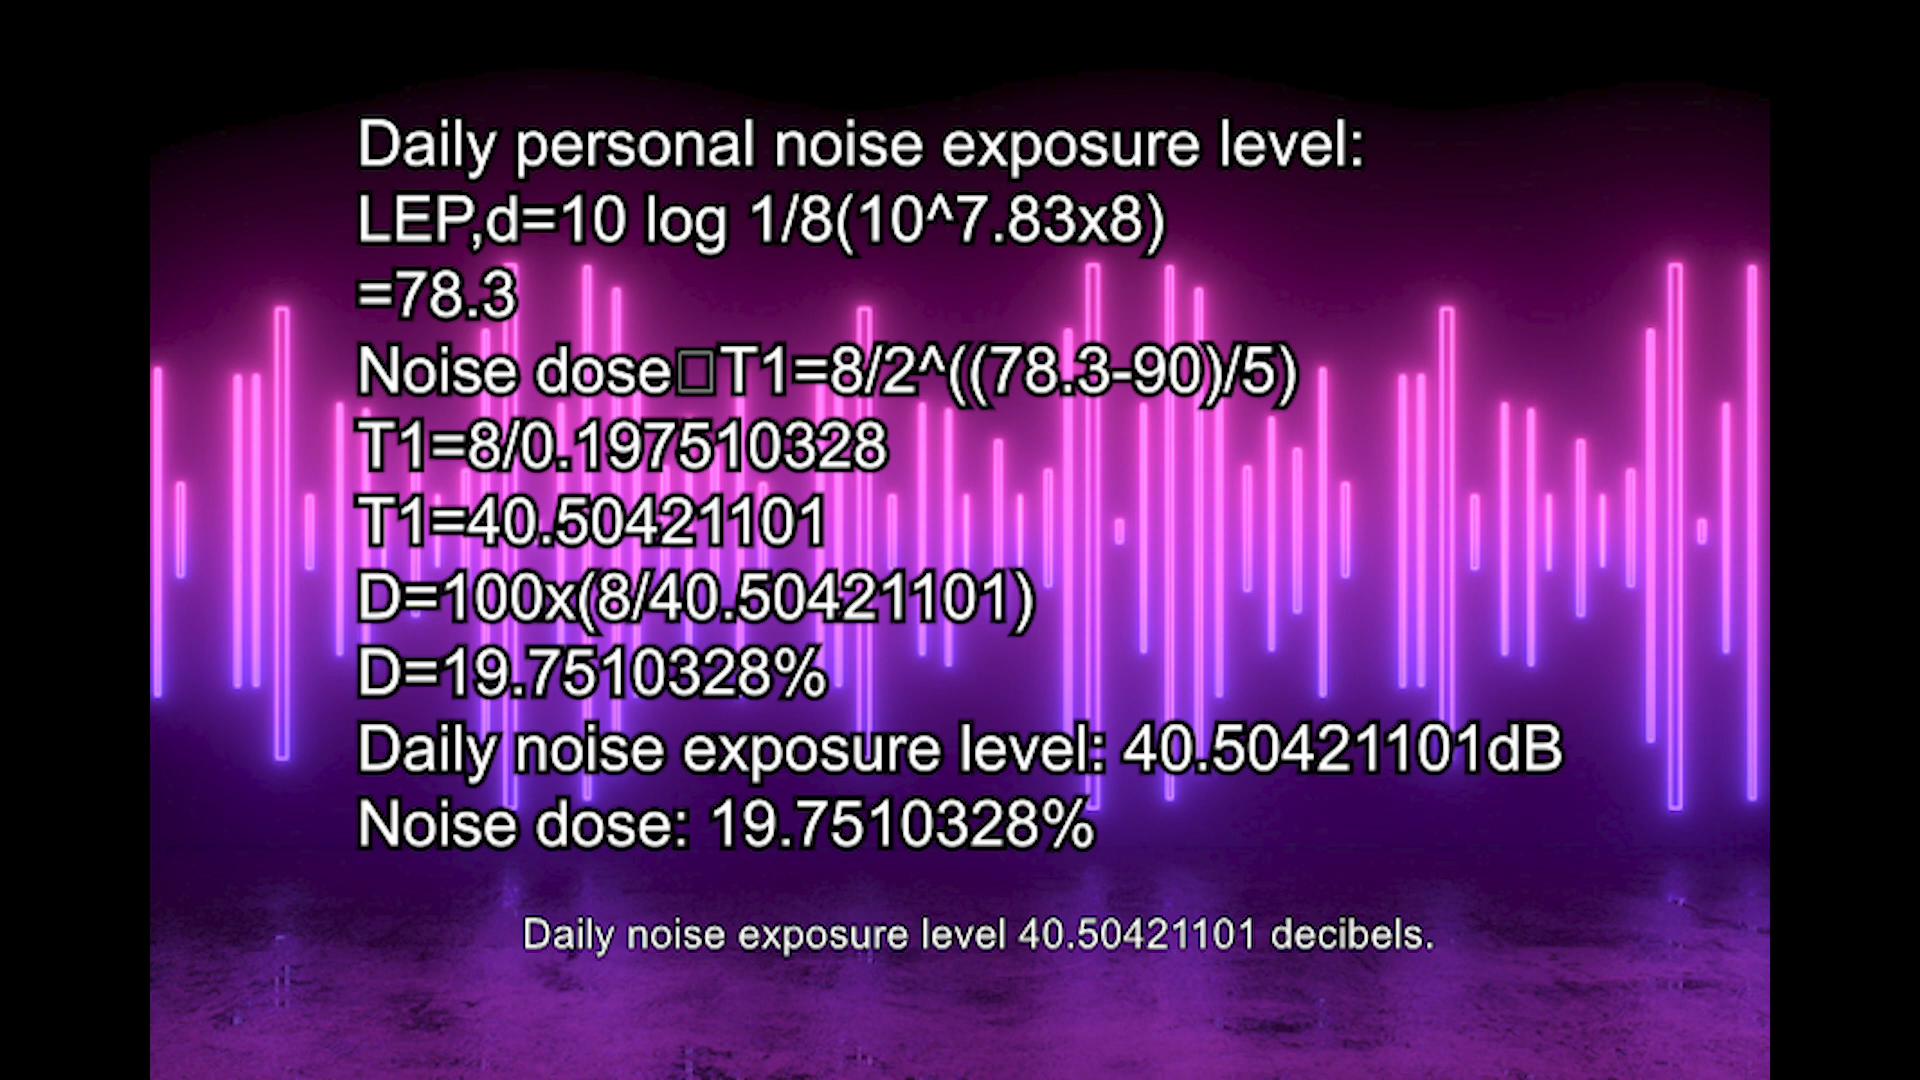 Daily personal noise exposure level:
LEP,d=10 log 1/8(10^7.83x8)
=78.3
Noise dose□T1=8/2^((78.3-90)/5)
T1=8/0.197510328
T1=40.50421101
D=100x(8/40.50421101)
D=19.7510328%
Daily noise exposure level: 40.50421101dB
Noise dose: 19.7510328%
Daily noise exposure level 40.50421101 decibels.